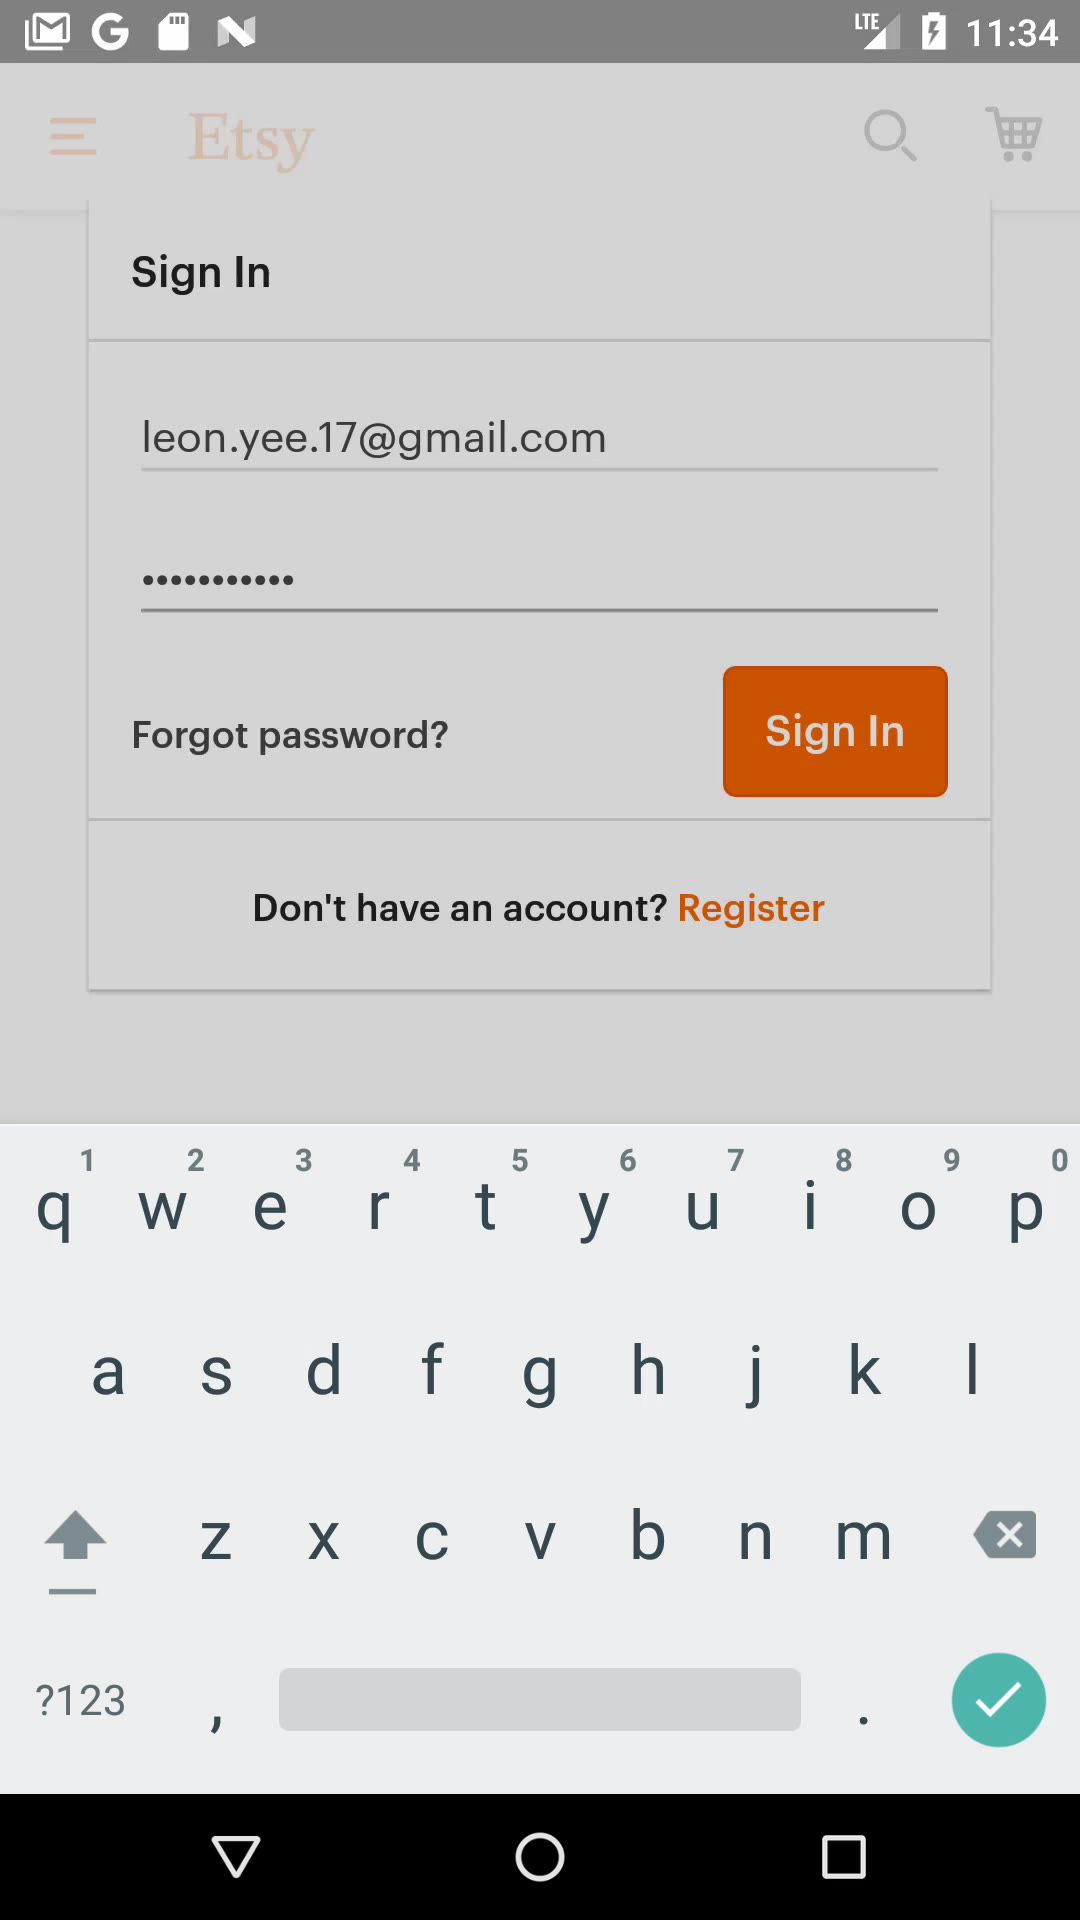 LTE 11:34
Etsy
Sign In
leon.yee.17@gmail.com
•••••••••••
Forgot password?
Sign In
Don't have an account? Register
1 2 3 4 5 6 7 8 9 0
q w e r t y u i o p
a s d f g h j k l
z x c v b n m
?123 , .